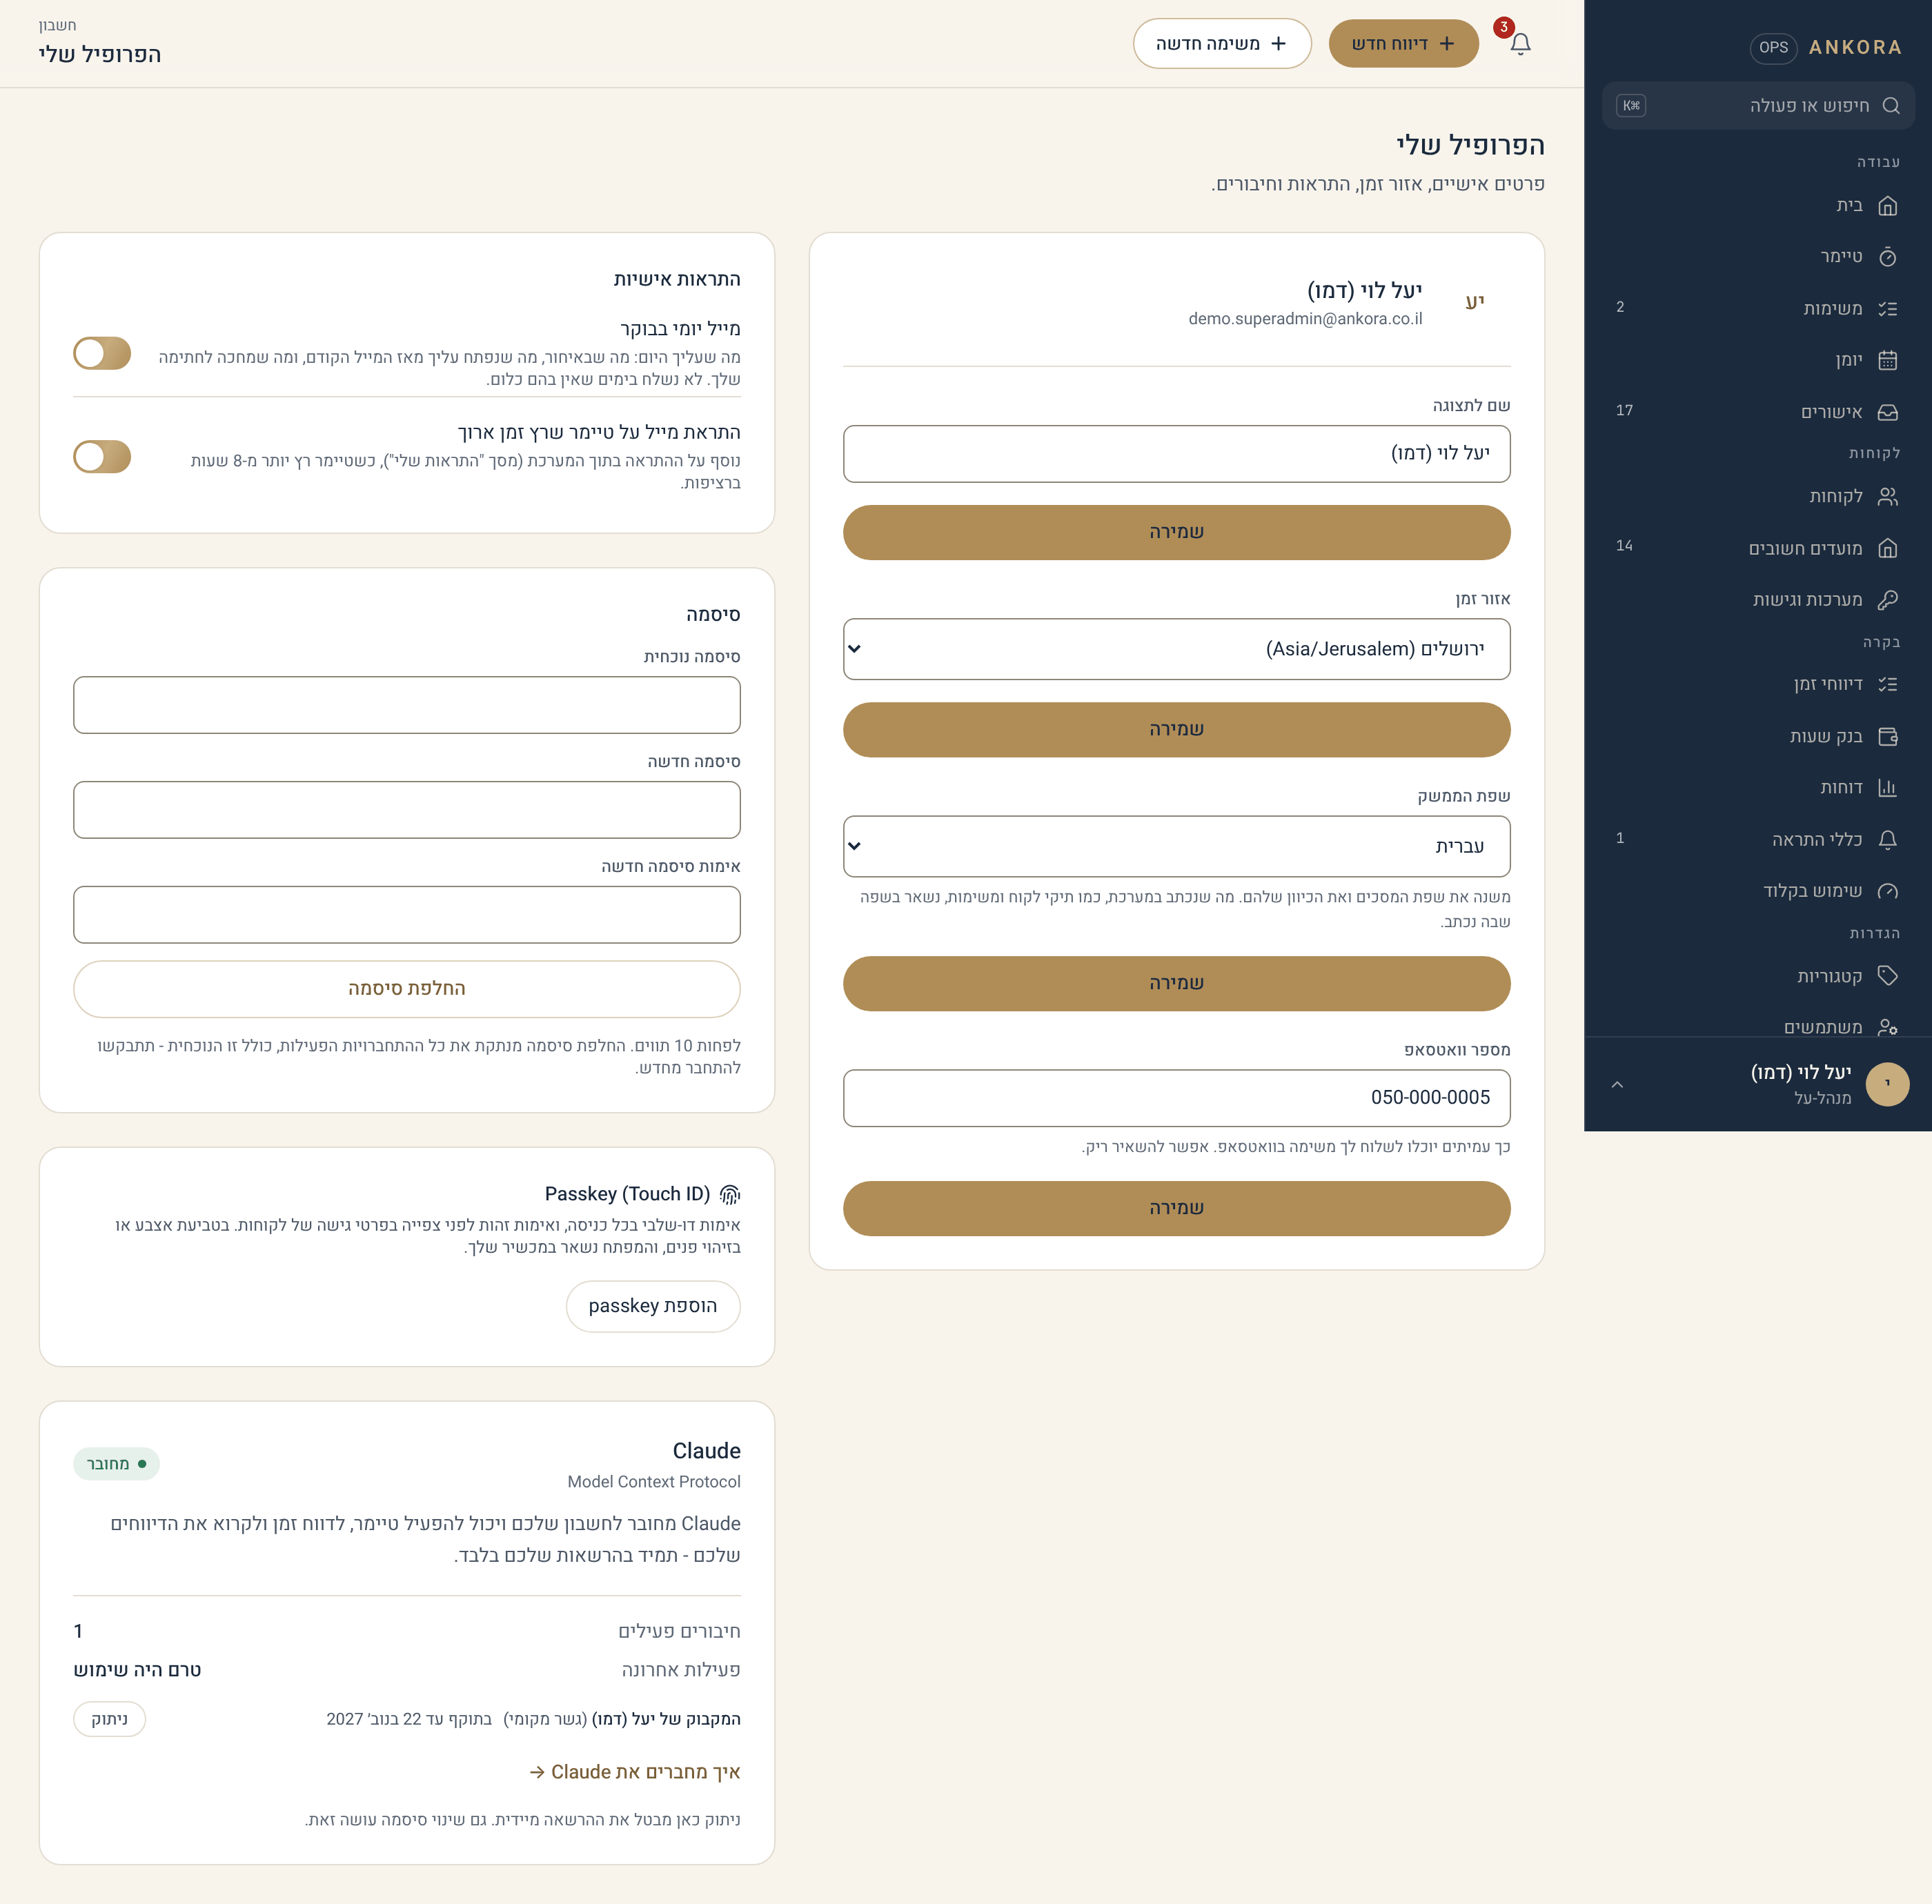 ANKORA OPS
חיפוש או פעולה ⌘K
עבודה
בית
טיימר
משימות 2
יומן
אישורים 17
לקוחות
לקוחות
מועדים חשובים 14
מערכות וגישות
בקרה
דיווחי זמן
בנק שעות
דוחות
כללי התראה 1
שימוש בקלוד
הגדרות
קטגוריות
משתמשים
י
יעל לוי (דמו)
מנהל-על
3
+ דיווח חדש
+ משימה חדשה
חשבון
הפרופיל שלי
הפרופיל שלי
פרטים אישיים, אזור זמן, התראות וחיבורים.
יע
יעל לוי (דמו)
demo.superadmin@ankora.co.il
שם לתצוגה
יעל לוי (דמו)
שמירה
אזור זמן
ירושלים (Asia/Jerusalem)
שמירה
שפת הממשק
עברית
משנה את שפת המסכים ואת הכיוון שלהם. מה שנכתב במערכת, כמו תיקי לקוח ומשימות, נשאר בשפה
שבה נכתב.
שמירה
מספר וואטסאפ
050-000-0005
כך עמיתים יוכלו לשלוח לך משימה בוואטסאפ. אפשר להשאיר ריק.
שמירה
התראות אישיות
מייל יומי בבוקר
מה שעליך היום: מה שבאיחור, מה שנפתח עליך מאז המייל הקודם, ומה שמחכה לחתימה
שלך. לא נשלח בימים שאין בהם כלום.
התראת מייל על טיימר שרץ זמן ארוך
נוסף על ההתראה בתוך המערכת (מסך "התראות שלי"), כשטיימר רץ יותר מ-8 שעות
ברציפות.
סיסמה
סיסמה נוכחית
סיסמה חדשה
אימות סיסמה חדשה
החלפת סיסמה
לפחות 10 תווים. החלפת סיסמה מנתקת את כל ההתחברויות הפעילות, כולל זו הנוכחית - תתבקשו
להתחבר מחדש.
Passkey (Touch ID)
אימות דו-שלבי בכל כניסה, ואימות זהות לפני צפייה בפרטי גישה של לקוחות. בטביעת אצבע או
בזיהוי פנים, והמפתח נשאר במכשיר שלך.
הוספת passkey
Claude
Model Context Protocol
מחובר
Claude מחובר לחשבון שלכם ויכול להפעיל טיימר, לדווח זמן ולקרוא את הדיווחים
שלכם - תמיד בהרשאות שלכם בלבד.
חיבורים פעילים 1
פעילות אחרונה טרם היה שימוש
המקבוק של יעל (דמו) (גשר מקומי) בתוקף עד 22 בנוב׳ 2027 ניתוק
איך מחברים את Claude →
ניתוק כאן מבטל את ההרשאה מיידית. גם שינוי סיסמה עושה זאת.